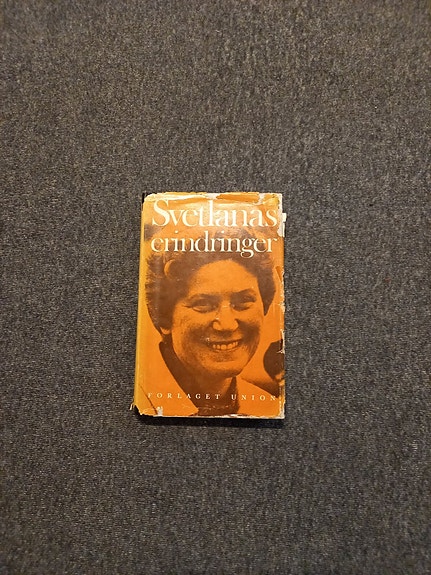 Svetlanas
erindringer
FORLAGET UNION